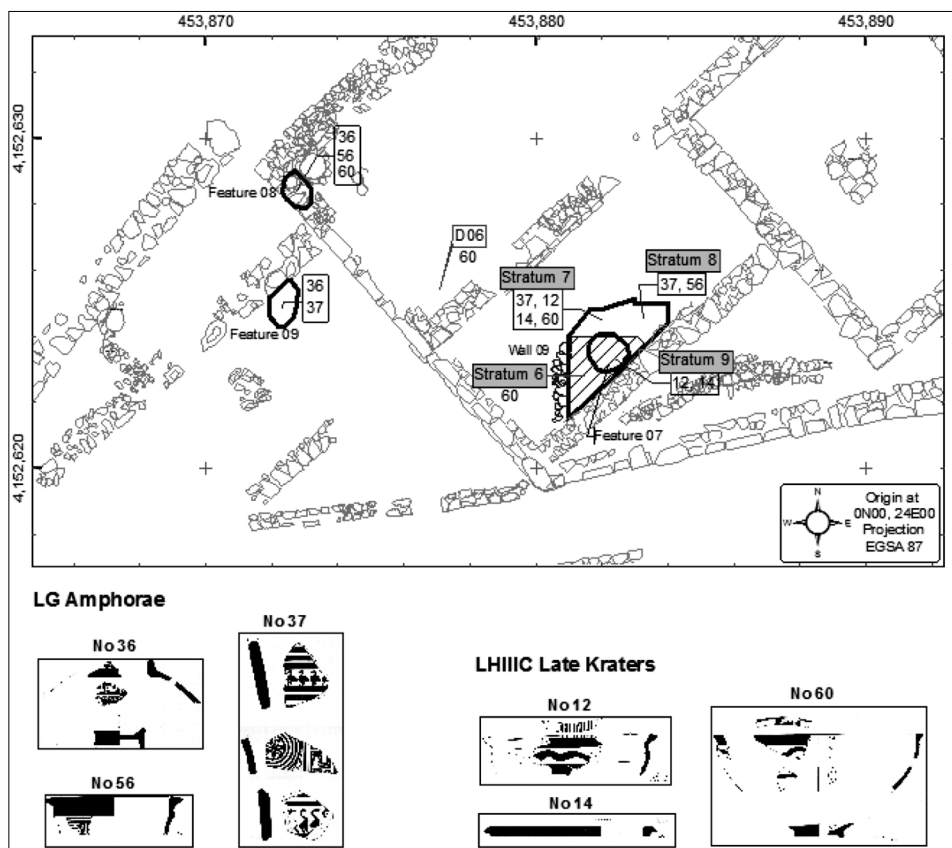 453,870
453,880
453,890
4,152,630
4,152,620
36
56
60
Feature 08
D06
60
36
37
Feature 09
Stratum 8
37, 56
Stratum 7
37, 12
14, 60
Wall 09
Stratum 6
60
Stratum 9
12, 14
Feature 07
N
W
E
S
Origin at
0N00, 24E00
Projection
EGSA 87
LG Amphorae
No 36
No 37
No 56
LHIIIC Late Kraters
No 12
No 60
No 14